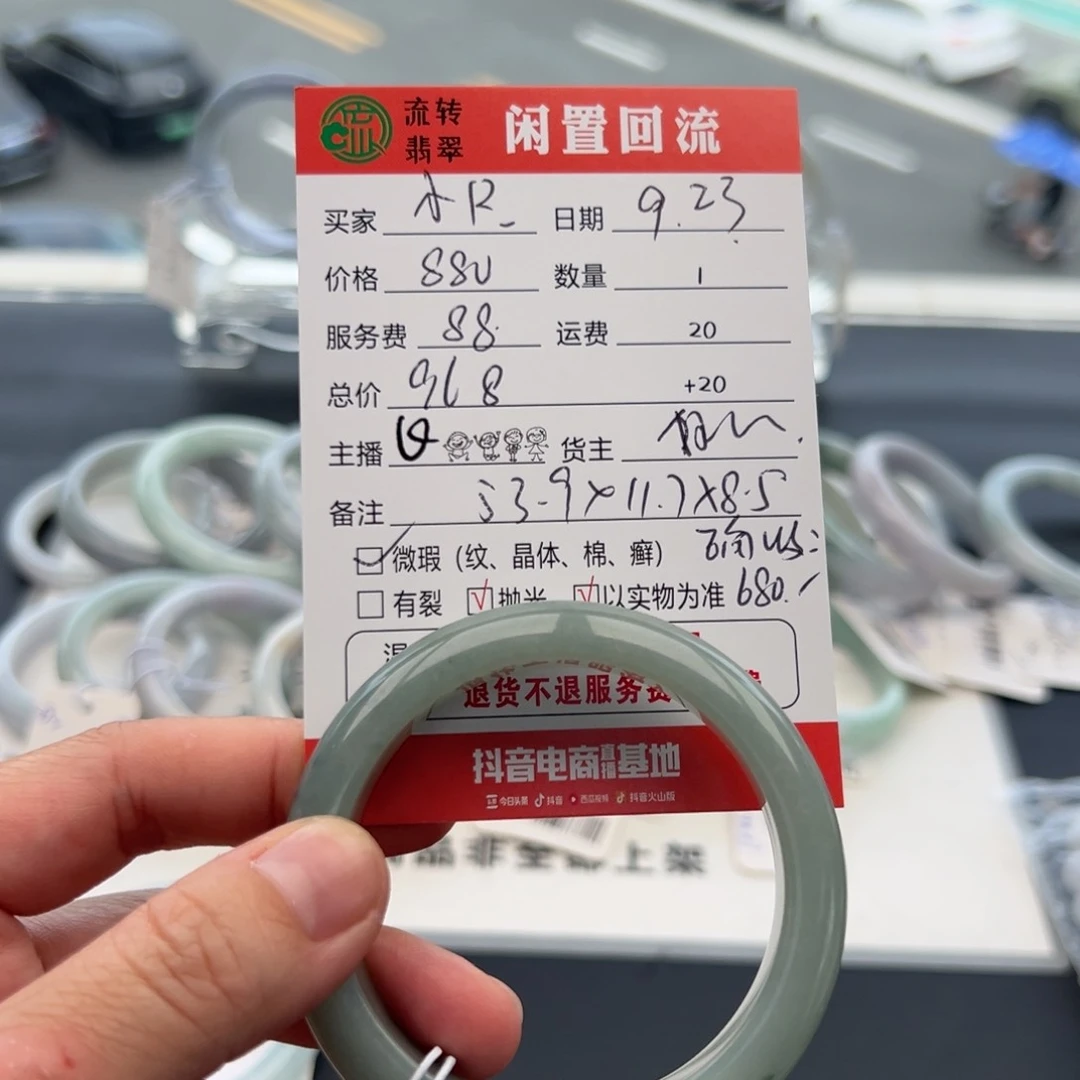 流转翡翠 闲置回流
买家 日期 9.23
价格 880 数量 1
服务费 88 运费 20
总价 968 +20
主播 货主
备注 53.9×11.7×8.5
微瑕（纹、晶体、棉、癣）
有裂 抛光 以实物为准 680.
退货不退服务费
抖音电商直播基地
今日头条 抖音 西瓜视频 抖音火山版
上架